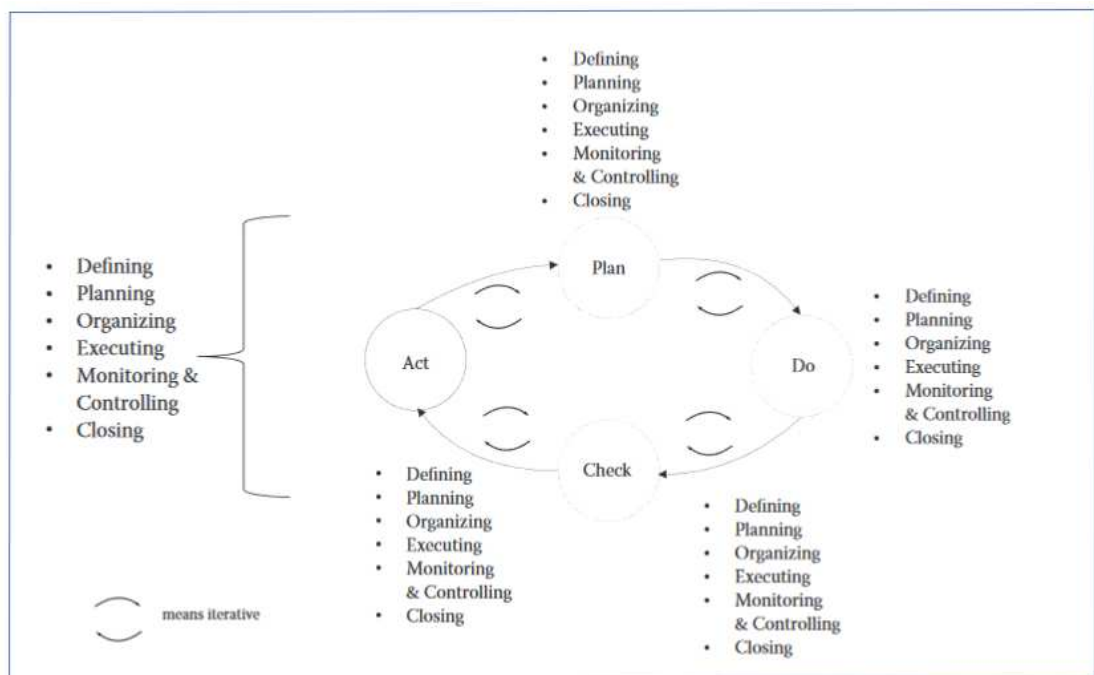 • Defining
• Planning
• Organizing
• Executing
• Monitoring
& Controlling
• Closing
• Defining
• Planning
• Organizing
• Executing
• Monitoring &
Controlling
• Closing
Plan
Act
Do
Check
• Defining
• Planning
• Organizing
• Executing
• Monitoring
& Controlling
• Closing
• Defining
• Planning
• Organizing
• Executing
• Monitoring
& Controlling
• Closing
• Defining
• Planning
• Organizing
• Executing
• Monitoring
& Controlling
• Closing
means iterative